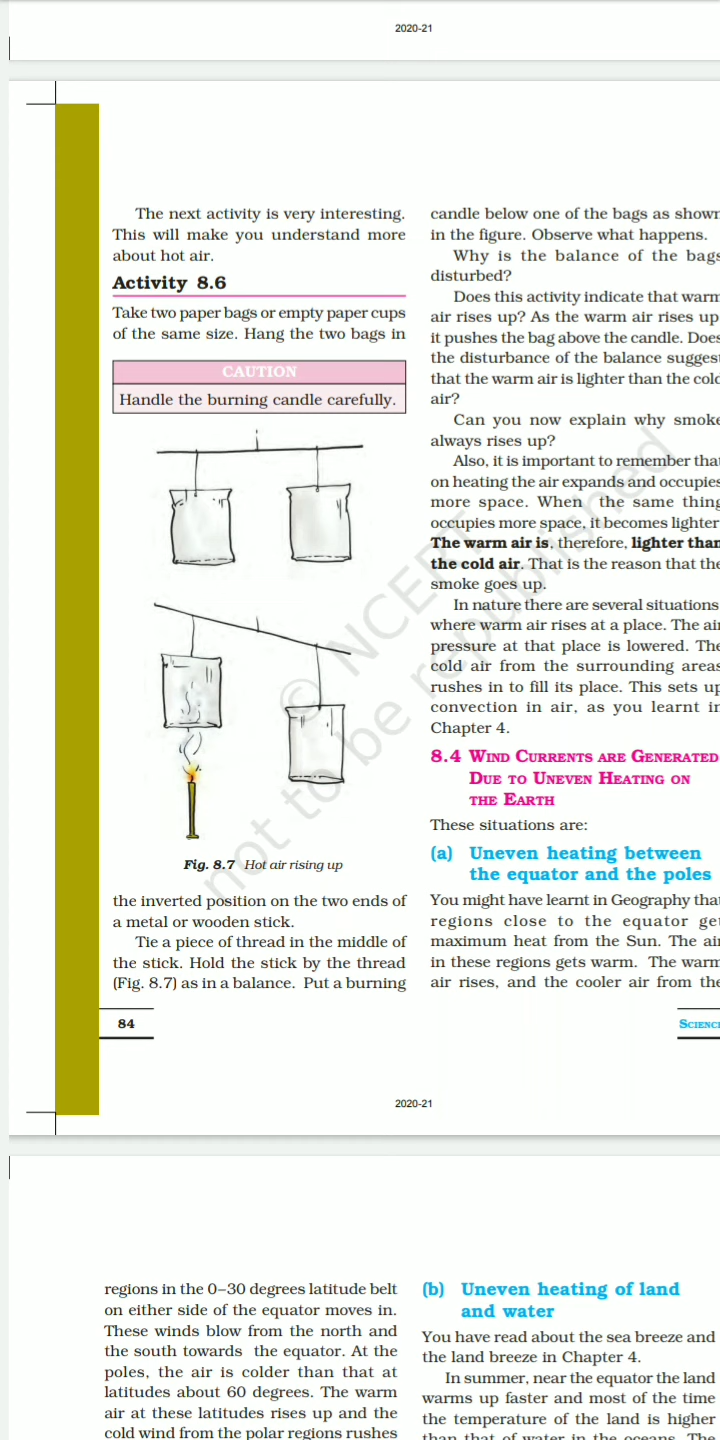 2020-21
The next activity is very interesting.
This will make you understand more
about hot air.
Activity 8.6
Take two paper bags or empty paper cups
of the same size. Hang the two bags in
CAUTION
Handle the burning candle carefully.
Fig. 8.7 Hot air rising up
the inverted position on the two ends of
a metal or wooden stick.
Tie a piece of thread in the middle of
the stick. Hold the stick by the thread
(Fig. 8.7) as in a balance. Put a burning
candle below one of the bags as shown
in the figure. Observe what happens.
Why is the balance of the bags
disturbed?
Does this activity indicate that warm
air rises up? As the warm air rises up
it pushes the bag above the candle. Does
the disturbance of the balance suggest
that the warm air is lighter than the cold
air?
Can you now explain why smoke
always rises up?
Also, it is important to remember that
on heating the air expands and occupies
more space. When the same thing
occupies more space, it becomes lighter
The warm air is, therefore, lighter than
the cold air. That is the reason that the
smoke goes up.
In nature there are several situations
where warm air rises at a place. The air
pressure at that place is lowered. The
cold air from the surrounding areas
rushes in to fill its place. This sets up
convection in air, as you learnt in
Chapter 4.
8.4 WIND CURRENTS ARE GENERATED
DUE TO UNEVEN HEATING ON
THE EARTH
These situations are:
(a) Uneven heating between
the equator and the poles
You might have learnt in Geography that
regions close to the equator get
maximum heat from the Sun. The air
in these regions gets warm. The warm
air rises, and the cooler air from the
© NCERT
not to be republished
84
SCIENC
2020-21
regions in the 0–30 degrees latitude belt
on either side of the equator moves in.
These winds blow from the north and
the south towards the equator. At the
poles, the air is colder than that at
latitudes about 60 degrees. The warm
air at these latitudes rises up and the
cold wind from the polar regions rushes
(b) Uneven heating of land
and water
You have read about the sea breeze and
the land breeze in Chapter 4.
In summer, near the equator the land
warms up faster and most of the time
the temperature of the land is higher
than that of water in the oceans. The